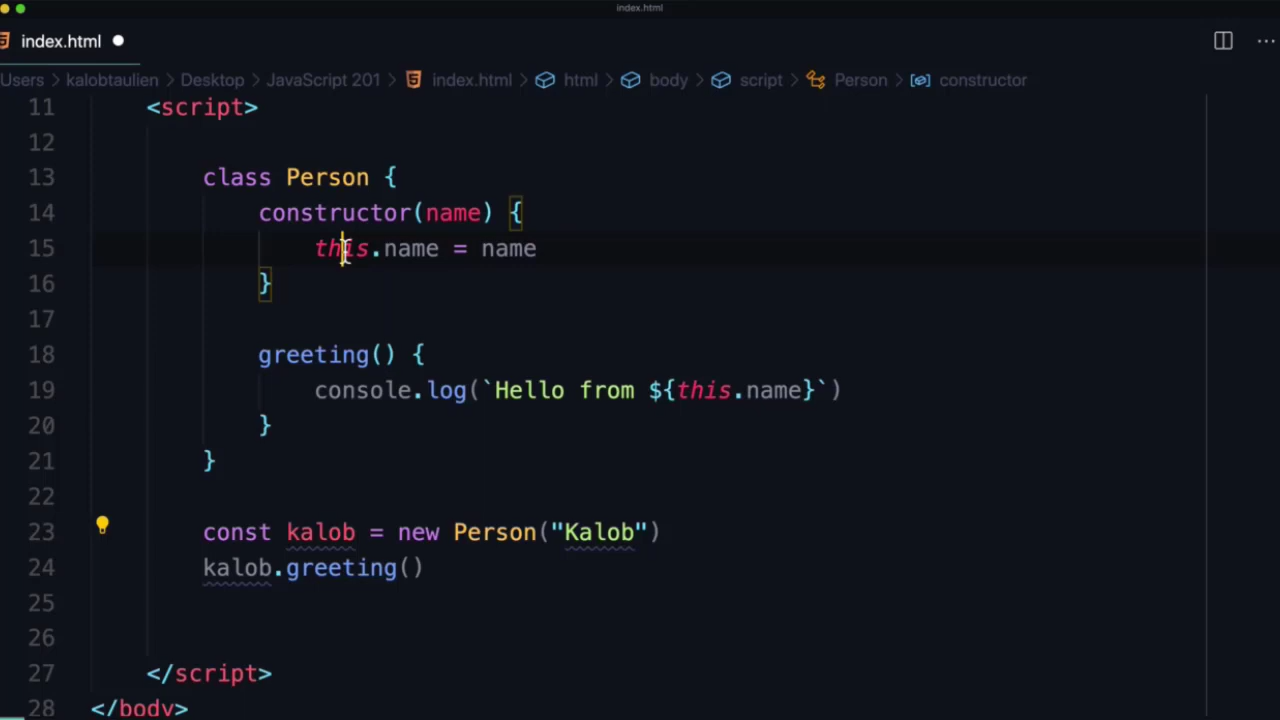 index.html
index.html
Users > kalobtaulien > Desktop > JavaScript 201 > index.html > html > body > script > Person > constructor
11 <script>
12
13 class Person {
14 constructor(name) {
15 this.name = name
16 }
17
18 greeting() {
19 console.log(`Hello from ${this.name}`)
20 }
21 }
22
23 const kalob = new Person("Kalob")
24 kalob.greeting()
25
26
27 </script>
28 </body>